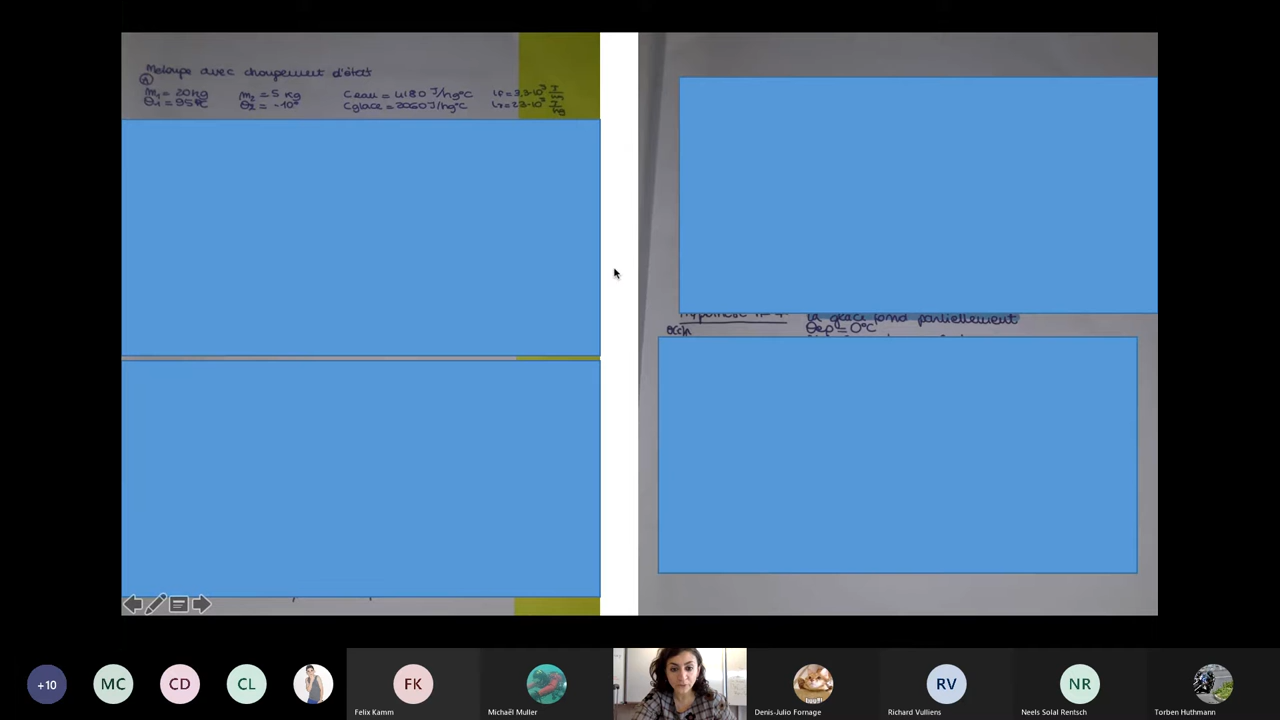 Melange avec changement d'état
A
m₁ = 20 kg m₂ = 5 kg Ceau = 4180 J/kg°C
θ₁ = 95°C θ₂ = -10° Cglace = 2060 J/kg°C
la glace fond partiellement
θ(°C)
θep = 0°C
+10
MC
CD
CL
FK
Felix Kamm
Michaël Muller
Denis-Julio Fornage
RV
Richard Vulliens
NR
Neels Solal Rentsch
Torben Huthmann